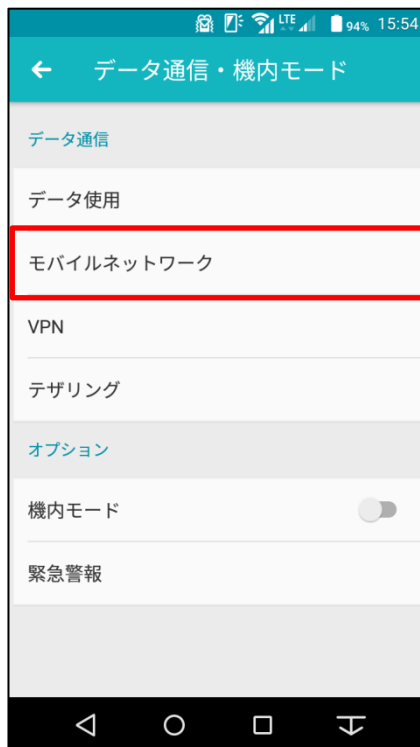 LTE 94% 15:54
データ通信・機内モード
データ通信
データ使用
モバイルネットワーク
VPN
テザリング
オプション
機内モード
緊急警報